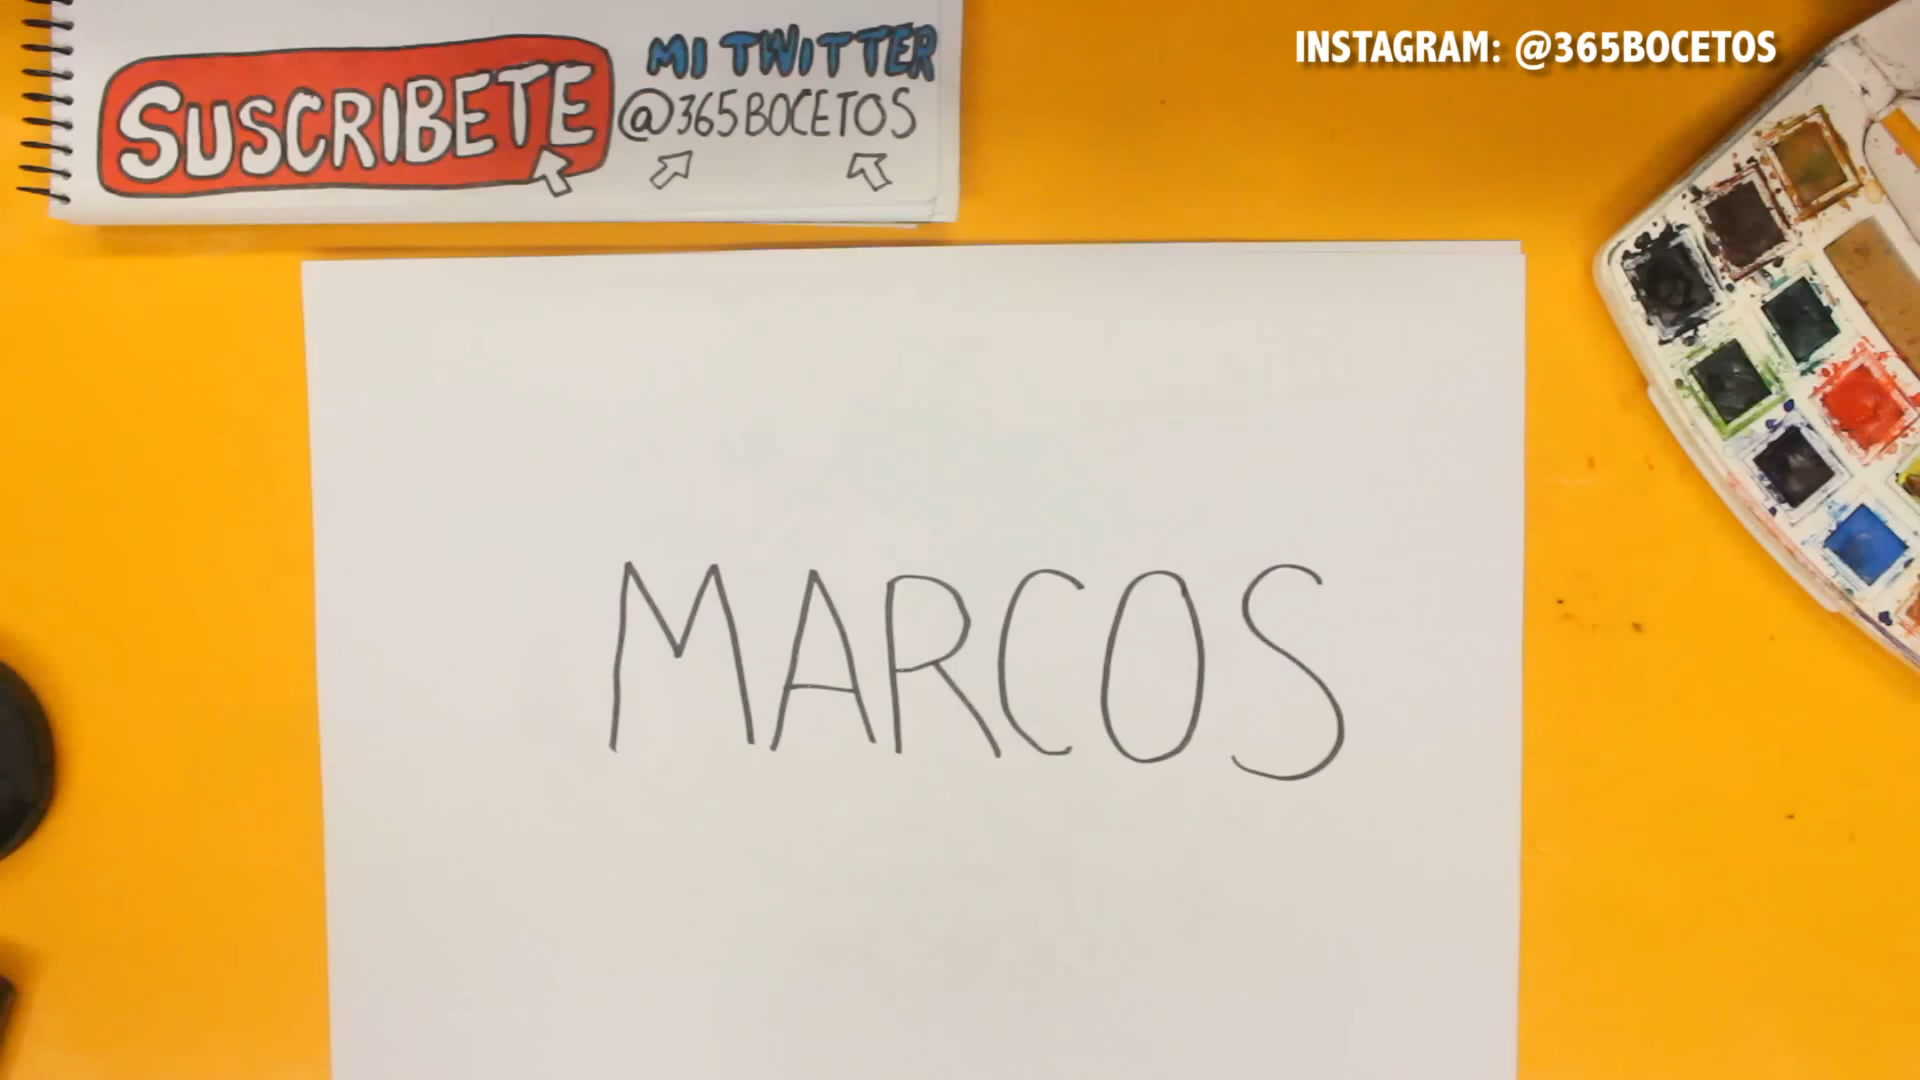 SUSCRIBETE
MI TWITTER
@365BOCETOS
INSTAGRAM: @365BOCETOS
MARCOS